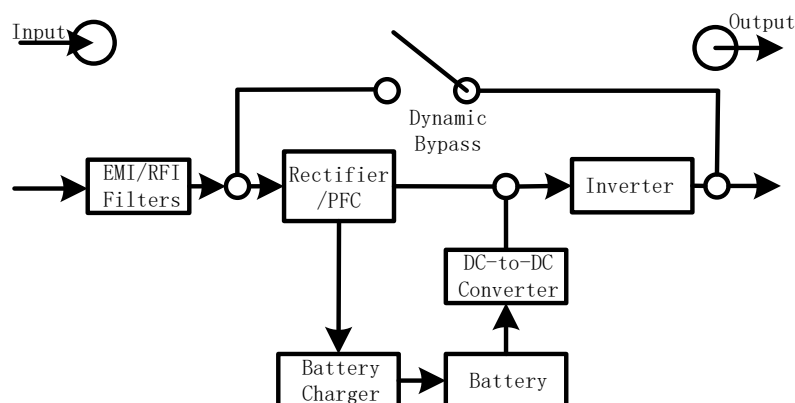 Input
Output
Dynamic
Bypass
EMI/RFI
Filters
Rectifier
/PFC
Inverter
DC-to-DC
Converter
Battery
Charger
Battery